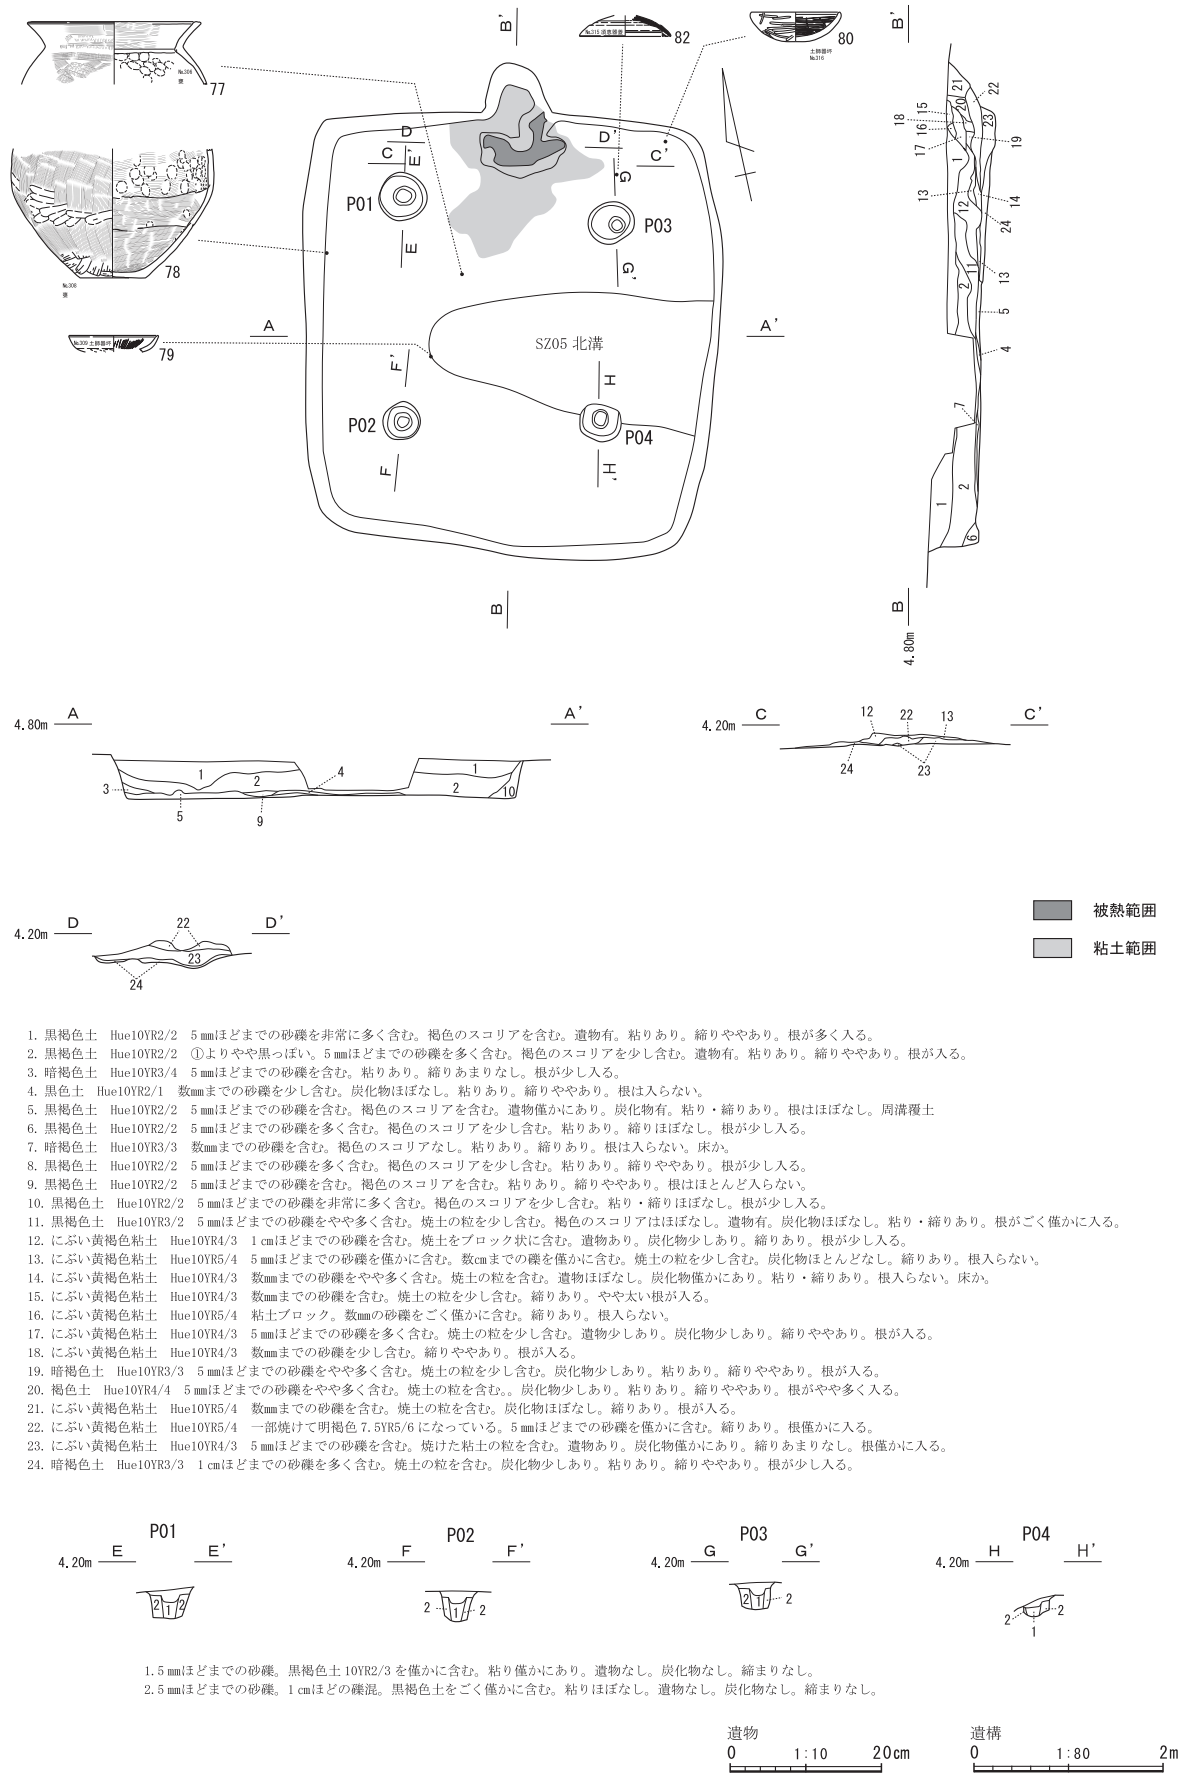 B'
B'
No.315 須恵器蓋
82
80
土師器坏
No.316
No.306
甕
77
D
D'
C
C'
E'
G
P01
P03
E
G'
78
No.308
甕
A
A'
SZ05 北溝
No.309 土師器坏
79
F'
H
P02
P04
F
H'
B
21
22
15
20
18
23
16
17
19
1
13
12
14
24
11
13
2
5
4
7
1
2
6
B
4.80m
4.80m
A
A'
1
2
4
1
3
2
10
5
9
4.20m
C
C'
12
22
13
24
23
4.20m
D
D'
22
23
24
被熱範囲
粘土範囲
1. 黒褐色土 Hue10YR2/2 5㎜ほどまでの砂礫を非常に多く含む。褐色のスコリアを含む。遺物有。粘りあり。締りややあり。根が多く入る。
2. 黒褐色土 Hue10YR2/2 ①よりやや黒っぽい。5㎜ほどまでの砂礫を多く含む。褐色のスコリアを少し含む。遺物有。粘りあり。締りややあり。根が入る。
3. 暗褐色土 Hue10YR3/4 5㎜ほどまでの砂礫を含む。粘りあり。締りあまりなし。根が少し入る。
4. 黒色土 Hue10YR2/1 数㎜までの砂礫を少し含む。炭化物ほぼなし。粘りあり。締りややあり。根は入らない。
5. 黒褐色土 Hue10YR2/2 5㎜ほどまでの砂礫を含む。褐色のスコリアを含む。遺物僅かにあり。炭化物有。粘り・締りあり。根はほぼなし。周溝覆土
6. 黒褐色土 Hue10YR2/2 5㎜ほどまでの砂礫を多く含む。褐色のスコリアを少し含む。粘りあり。締りほぼなし。根が少し入る。
7. 暗褐色土 Hue10YR3/3 数㎜までの砂礫を含む。褐色のスコリアなし。粘りあり。締りあり。根は入らない。床か。
8. 黒褐色土 Hue10YR2/2 5㎜ほどまでの砂礫を多く含む。褐色のスコリアを少し含む。粘りあり。締りややあり。根が少し入る。
9. 黒褐色土 Hue10YR2/2 5㎜ほどまでの砂礫を含む。褐色のスコリアを含む。粘りあり。締りややあり。根はほとんど入らない。
10. 黒褐色土 Hue10YR2/2 5㎜ほどまでの砂礫を非常に多く含む。褐色のスコリアを少し含む。粘り・締りほぼなし。根が少し入る。
11. 黒褐色土 Hue10YR3/2 5㎜ほどまでの砂礫をやや多く含む。焼土の粒を少し含む。褐色のスコリアはほぼなし。遺物有。炭化物ほぼなし。粘り・締りあり。根がごく僅かに入る。
12. にぶい黄褐色粘土 Hue10YR4/3 1㎝ほどまでの砂礫を含む。焼土をブロック状に含む。遺物あり。炭化物少しあり。締りあり。根が少し入る。
13. にぶい黄褐色粘土 Hue10YR5/4 5㎜ほどまでの砂礫を僅かに含む。数㎝までの礫を僅かに含む。焼土の粒を少し含む。炭化物ほとんどなし。締りあり。根入らない。
14. にぶい黄褐色粘土 Hue10YR4/3 数㎜までの砂礫をやや多く含む。焼土の粒を含む。遺物ほぼなし。炭化物僅かにあり。粘り・締りあり。根入らない。床か。
15. にぶい黄褐色粘土 Hue10YR4/3 数㎜までの砂礫を含む。焼土の粒を少し含む。締りあり。やや太い根が入る。
16. にぶい黄褐色粘土 Hue10YR5/4 粘土ブロック。数㎜の砂礫をごく僅かに含む。締りあり。根入らない。
17. にぶい黄褐色粘土 Hue10YR4/3 5㎜ほどまでの砂礫を多く含む。焼土の粒を少し含む。遺物少しあり。炭化物少しあり。締りややあり。根が入る。
18. にぶい黄褐色粘土 Hue10YR4/3 数㎜までの砂礫を少し含む。締りややあり。根が入る。
19. 暗褐色土 Hue10YR3/3 5㎜ほどまでの砂礫をやや多く含む。焼土の粒を少し含む。炭化物少しあり。粘りあり。締りややあり。根が入る。
20. 褐色土 Hue10YR4/4 5㎜ほどまでの砂礫をやや多く含む。焼土の粒を含む。。炭化物少しあり。粘りあり。締りややあり。根がやや多く入る。
21. にぶい黄褐色粘土 Hue10YR5/4 数㎜までの砂礫を含む。焼土の粒を含む。炭化物ほぼなし。締りあり。根が入る。
22. にぶい黄褐色粘土 Hue10YR5/4 一部焼けて明褐色 7.5YR5/6 になっている。5㎜ほどまでの砂礫を僅かに含む。締りあり。根僅かに入る。
23. にぶい黄褐色粘土 Hue10YR4/3 5㎜ほどまでの砂礫を含む。焼けた粘土の粒を含む。遺物あり。炭化物僅かにあり。締りあまりなし。根僅かに入る。
24. 暗褐色土 Hue10YR3/3 1㎝ほどまでの砂礫を多く含む。焼土の粒を含む。炭化物少しあり。粘りあり。締りややあり。根が少し入る。
P01
4.20m
E
E'
2
1
2
P02
4.20m
F
F'
2
1
2
P03
4.20m
G
G'
2
1
2
P04
4.20m
H
H'
2
2
1
1.5㎜ほどまでの砂礫。黒褐色土 10YR2/3 を僅かに含む。粘り僅かにあり。遺物なし。炭化物なし。締まりなし。
2.5㎜ほどまでの砂礫。1㎝ほどの礫混。黒褐色土をごく僅かに含む。粘りほぼなし。遺物なし。炭化物なし。締まりなし。
遺物
0
1:10
20cm
遺構
0
1:80
2m